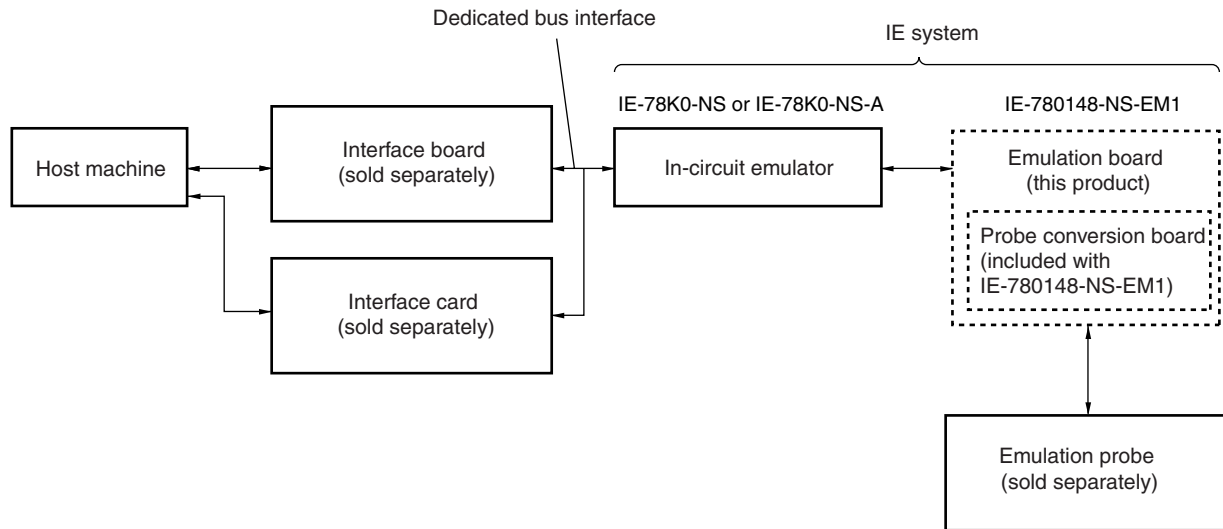 Dedicated bus interface
IE system
IE-78K0-NS or IE-78K0-NS-A
IE-780148-NS-EM1
Host machine
Interface board
(sold separately)
In-circuit emulator
Emulation board
(this product)
Probe conversion board
(included with
IE-780148-NS-EM1)
Interface card
(sold separately)
Emulation probe
(sold separately)